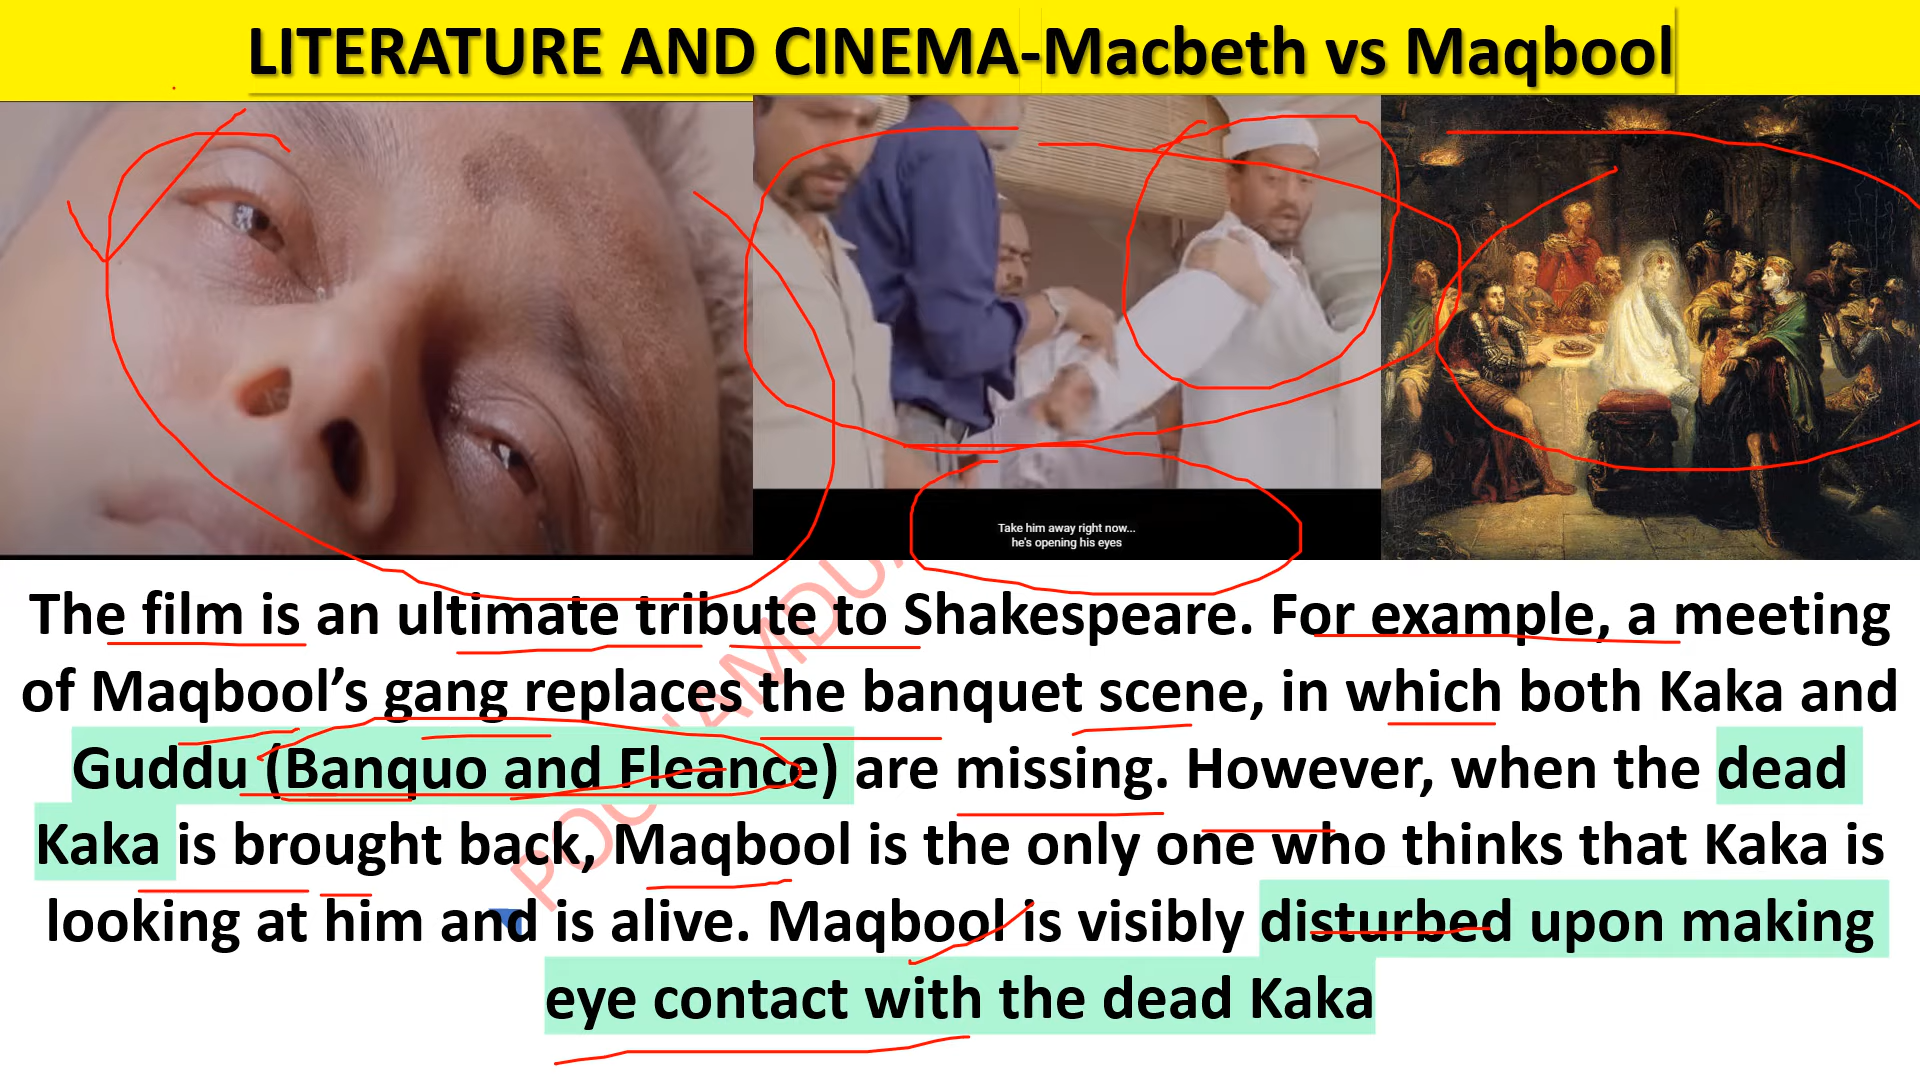 LITERATURE AND CINEMA-Macbeth vs Maqbool
Take him away right now...
he's opening his eyes
The film is an ultimate tribute to Shakespeare. For example, a meeting
of Maqbool’s gang replaces the banquet scene, in which both Kaka and
Guddu (Banquo and Fleance) are missing. However, when the dead
Kaka is brought back, Maqbool is the only one who thinks that Kaka is
looking at him and is alive. Maqbool is visibly disturbed upon making
eye contact with the dead Kaka